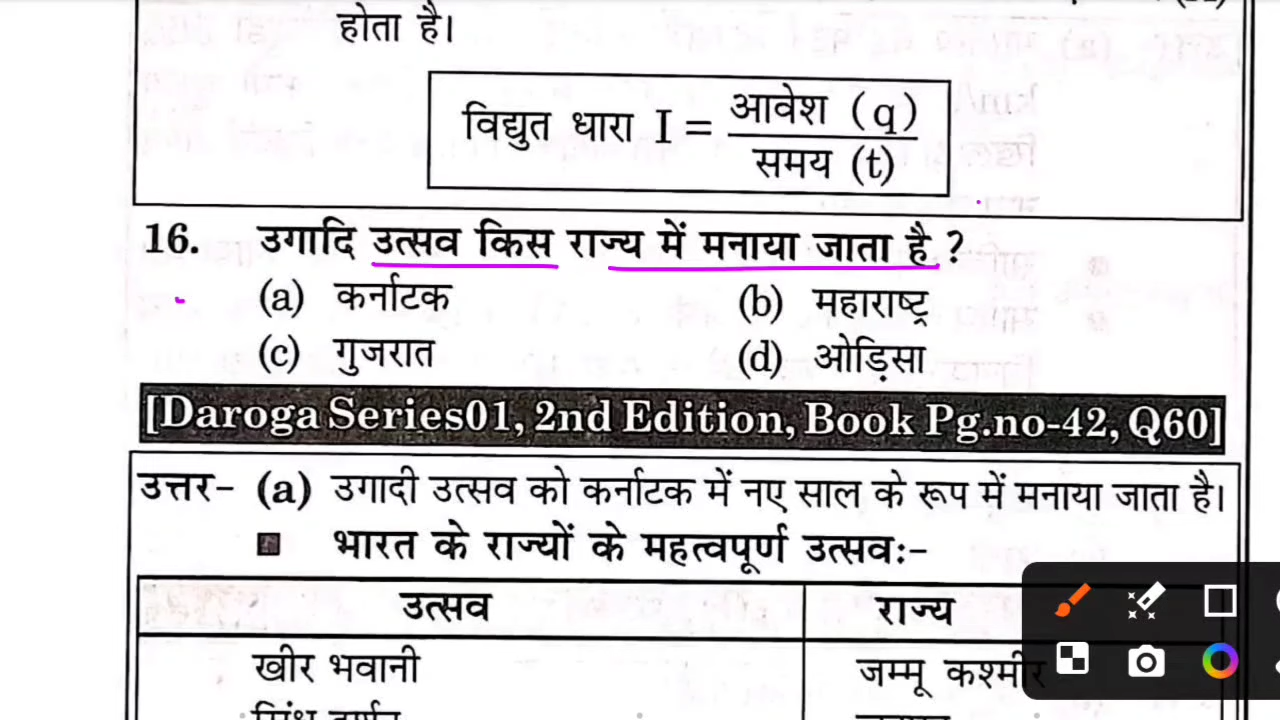 होता है।
विद्युत धारा I = आवेश (q) / समय (t)
16. उगादि उत्सव किस राज्य में मनाया जाता है ?
(a) कर्नाटक (b) महाराष्ट्र
(c) गुजरात (d) ओड़िसा
[Daroga Series01, 2nd Edition, Book Pg.no-42, Q60]
उत्तर- (a) उगादी उत्सव को कर्नाटक में नए साल के रूप में मनाया जाता है।
भारत के राज्यों के महत्वपूर्ण उत्सवः-
उत्सव राज्य
खीर भवानी जम्मू कश्मीर